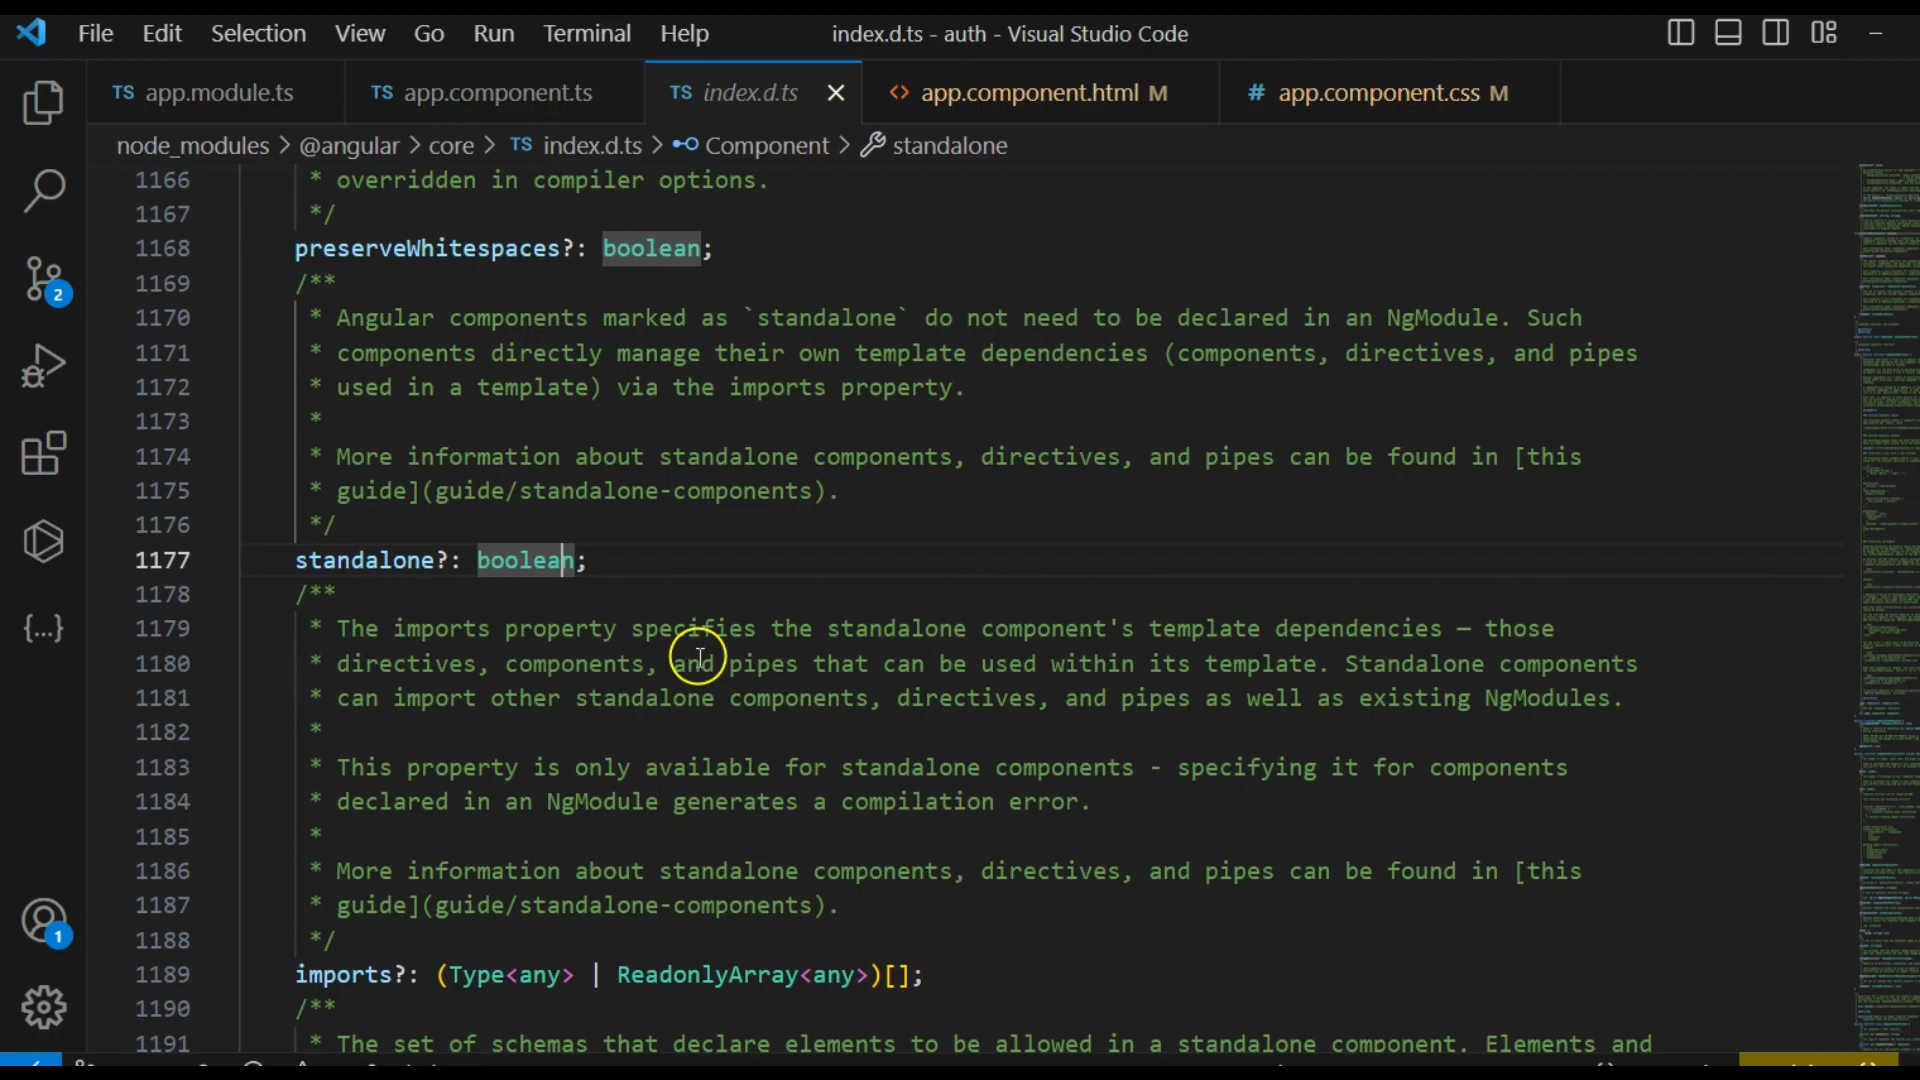 File Edit Selection View Go Run Terminal Help index.d.ts - auth - Visual Studio Code
TS app.module.ts TS app.component.ts TS index.d.ts <> app.component.html M # app.component.css M
node_modules > @angular > core > TS index.d.ts > Component > standalone
1166 * overridden in compiler options.
1167 */
1168 preserveWhitespaces?: boolean;
1169 /**
1170 * Angular components marked as `standalone` do not need to be declared in an NgModule. Such
1171 * components directly manage their own template dependencies (components, directives, and pipes
1172 * used in a template) via the imports property.
1173 *
1174 * More information about standalone components, directives, and pipes can be found in [this
1175 * guide](guide/standalone-components).
1176 */
1177 standalone?: boolean;
1178 /**
1179 * The imports property specifies the standalone component's template dependencies — those
1180 * directives, components, and pipes that can be used within its template. Standalone components
1181 * can import other standalone components, directives, and pipes as well as existing NgModules.
1182 *
1183 * This property is only available for standalone components - specifying it for components
1184 * declared in an NgModule generates a compilation error.
1185 *
1186 * More information about standalone components, directives, and pipes can be found in [this
1187 * guide](guide/standalone-components).
1188 */
1189 imports?: (Type<any> | ReadonlyArray<any>)[];
1190 /**
1191 * The set of schemas that declare elements to be allowed in a standalone component. Elements and
2
1